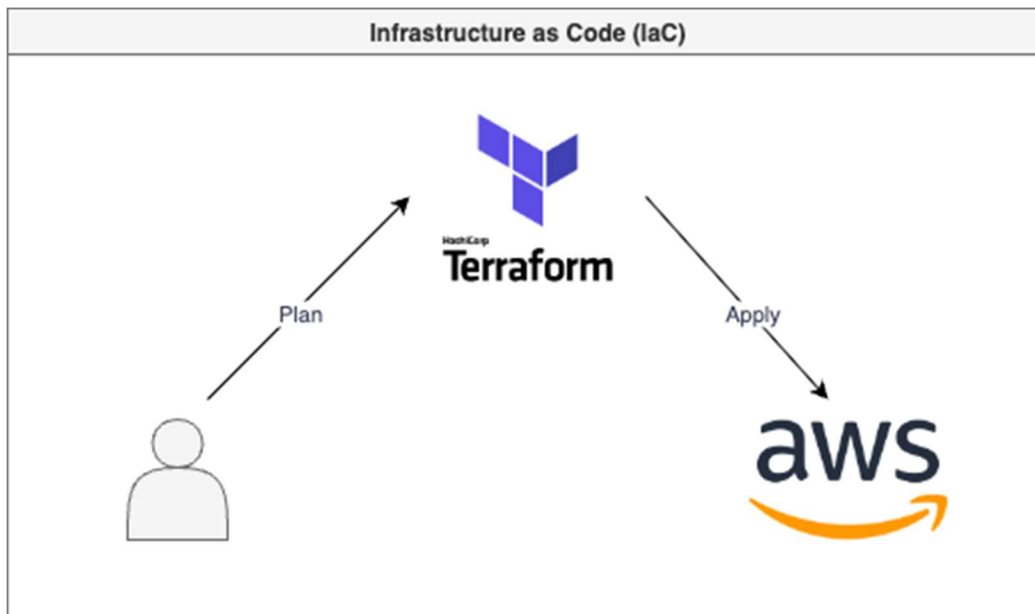 Infrastructure as Code (IaC)
HashiCorp
Terraform
Plan
Apply
aws